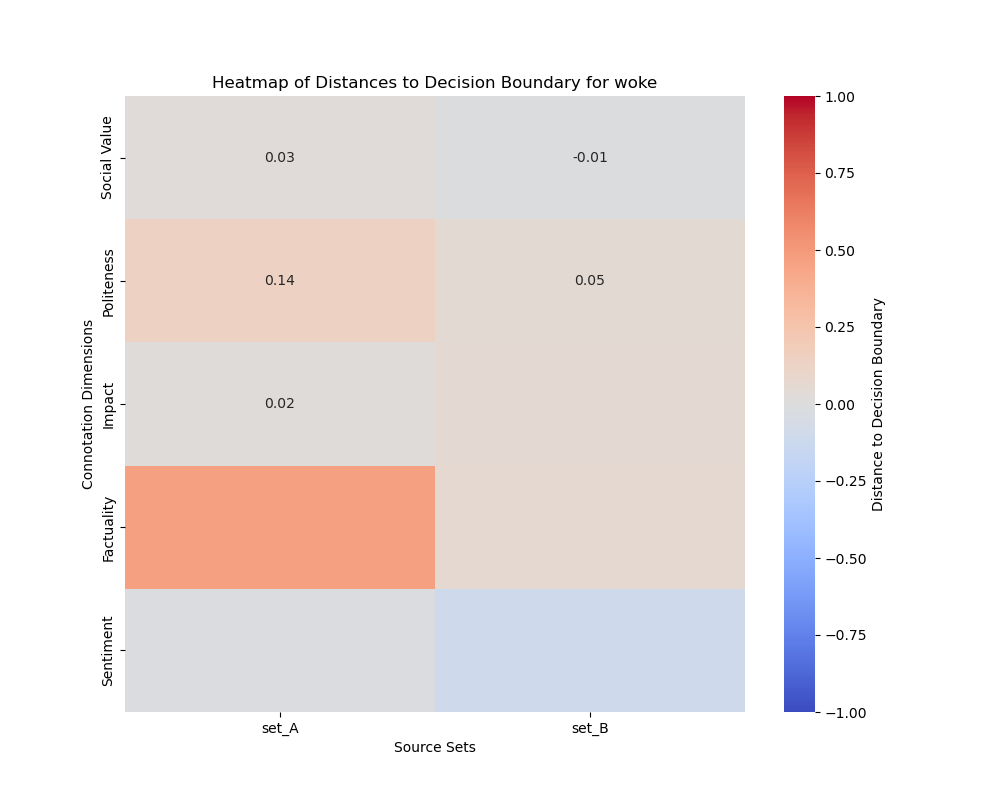 Heatmap of Distances to Decision Boundary for woke
Connotation Dimensions
Social Value
Politeness
Impact
Factuality
Sentiment
0.03
-0.01
0.14
0.05
0.02
set_A
set_B
Source Sets
1.00
0.75
0.50
0.25
0.00
−0.25
−0.50
−0.75
−1.00
Distance to Decision Boundary